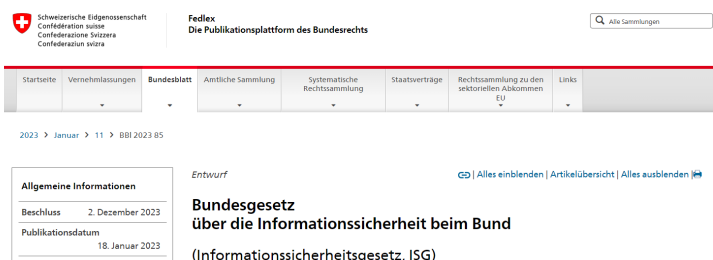 Schweizerische Eidgenossenschaft
Confédération suisse
Confederazione Svizzera
Confederaziun svizra
Fedlex
Die Publikationsplattform des Bundesrechts
Alle Sammlungen
Startseite
Vernehmlassungen
Bundesblatt
Amtliche Sammlung
Systematische
Rechtssammlung
Staatsverträge
Rechtssammlung zu den
sektoriellen Abkommen
EU
Links
2023 > Januar > 11 > BBl 2023 85
Allgemeine Informationen
Beschluss 2. Dezember 2023
Publikationsdatum
18. Januar 2023
Entwurf
| Alles einblenden | Artikelübersicht | Alles ausblenden |
Bundesgesetz
über die Informationssicherheit beim Bund
(Informationssicherheitsgesetz, ISG)